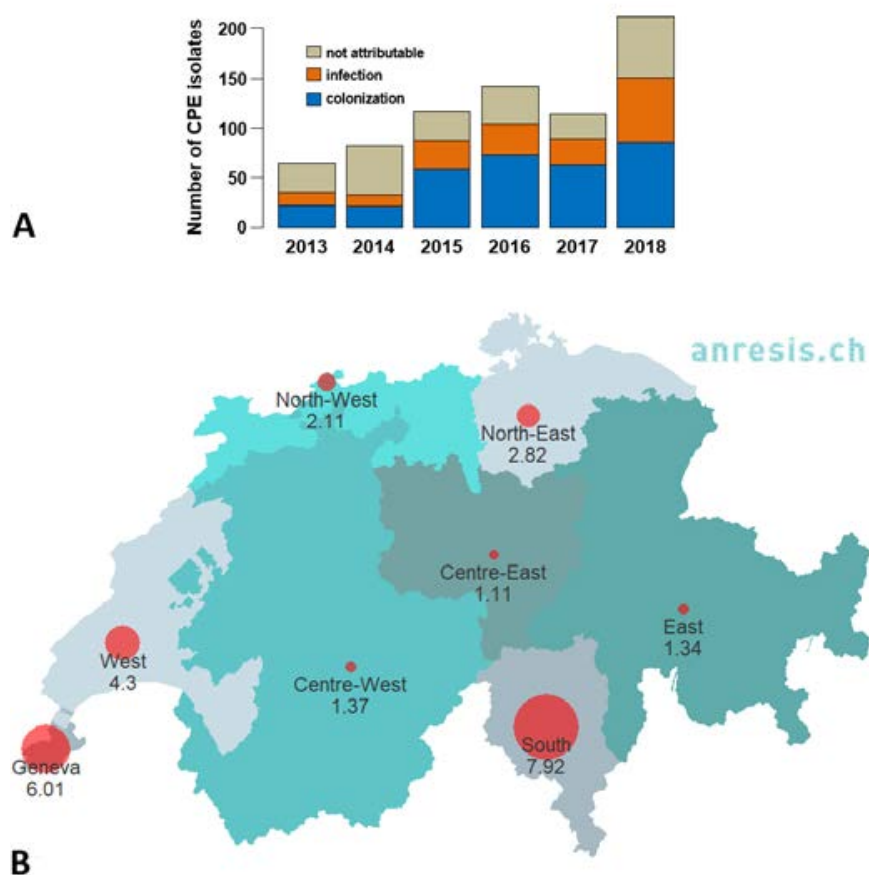 200
150
100
50
0
Number of CPE isolates
not attributable
infection
colonization
2013 2014 2015 2016 2017 2018
A
anresis.ch
North-West
2.11
North-East
2.82
Centre-East
1.11
East
1.34
West
4.3
Centre-West
1.37
South
7.92
Geneva
6.01
B